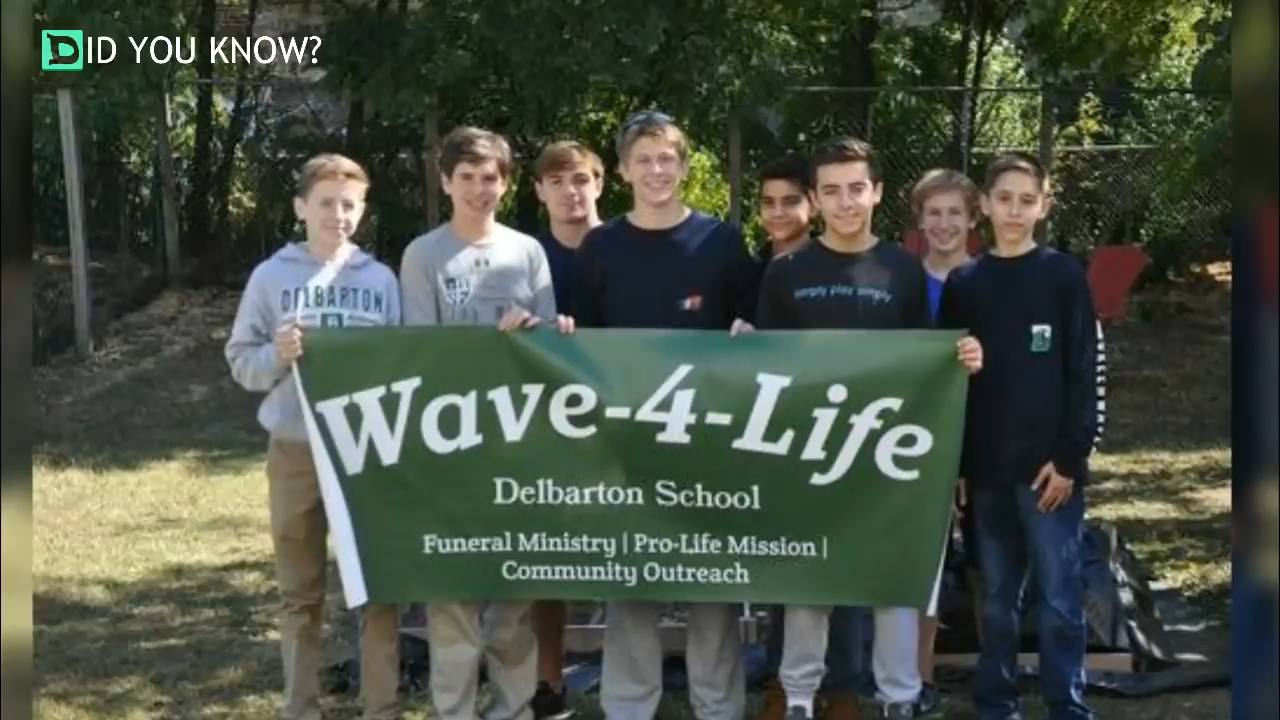 DID YOU KNOW?
DELBARTON
simply play simply
Wave-4-Life
Delbarton School
Funeral Ministry | Pro-Life Mission |
Community Outreach